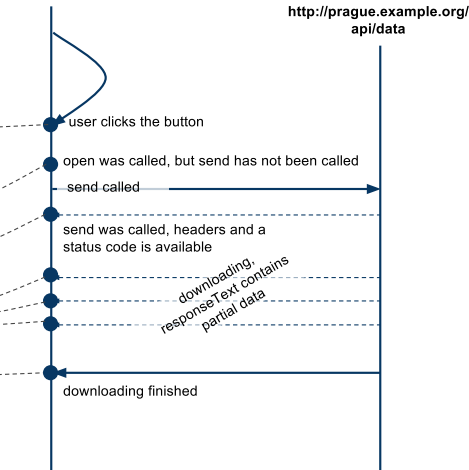 http://prague.example.org/
api/data
user clicks the button
open was called, but send has not been called
send called
send was called, headers and a
status code is available
downloading,
responseText contains
partial data
downloading finished